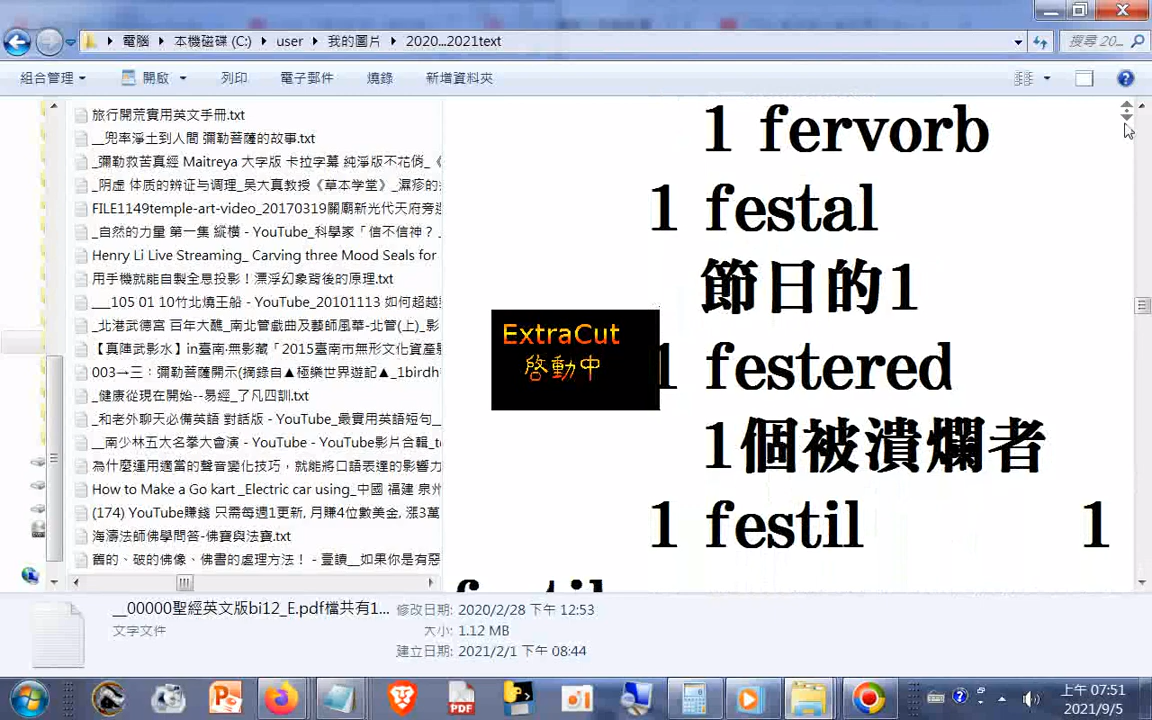 電腦 本機磁碟 (C:) user 我的圖片 2020...2021text
搜尋 20...
組合管理 開啟 列印 電子郵件 燒錄 新增資料夾
旅行開荒實用英文手冊.txt
__兜率淨土到人間 彌勒菩薩的故事.txt
_彌勒救苦真經 Maitreya 大字版 卡拉字幕 純淨版不花俏_《
_阴虚 体质的辨证与调理_吴大真教授《草本学堂》_濕疹的
FILE1149temple-art-video_20170319關廟新光代天府旁
_自然的力量 第一集 縱橫 - YouTube_科學家「信不信神？
Henry Li Live Streaming_ Carving three Mood Seals for
用手機就能自製全息投影！漂浮幻象背後的原理.txt
___105 01 10竹北燒王船 - YouTube_20101113 如何超越
_北港武德宮 百年大醮_南北管戲曲及藝師風華-北管(上)_影
【真陣武影水】in臺南·無影藏「2015臺南市無形文化資產
003→三：彌勒菩薩開示(摘錄自▲極樂世界遊記▲_1birdh
_健康從現在開始--易經_了凡四訓.txt
_和老外聊天必備英語 對話版 - YouTube_最實用英語短句_
__南少林五大名拳大會演 - YouTube - YouTube影片合輯_t
為什麼運用適當的聲音變化技巧，就能將口語表達的影響力
How to Make a Go kart _Electric car using_中國 福建 泉州
(174) YouTube賺錢 只需每週1更新, 月賺4位數美金, 漲3萬
海濤法師佛學問答-佛寶與法寶.txt
舊的、破的佛像、佛書的處理方法！ - 壹讀__如果你是有惡
1 fervorb
1 festal
節日的1
1 festered
1個被潰爛者
1 festil 1
festil
ExtraCut
啓動中
__00000聖經英文版bi12_E.pdf檔共有1...
文字文件
修改日期: 2020/2/28 下午 12:53
大小: 1.12 MB
建立日期: 2021/2/1 下午 08:44
上午 07:51
2021/9/5